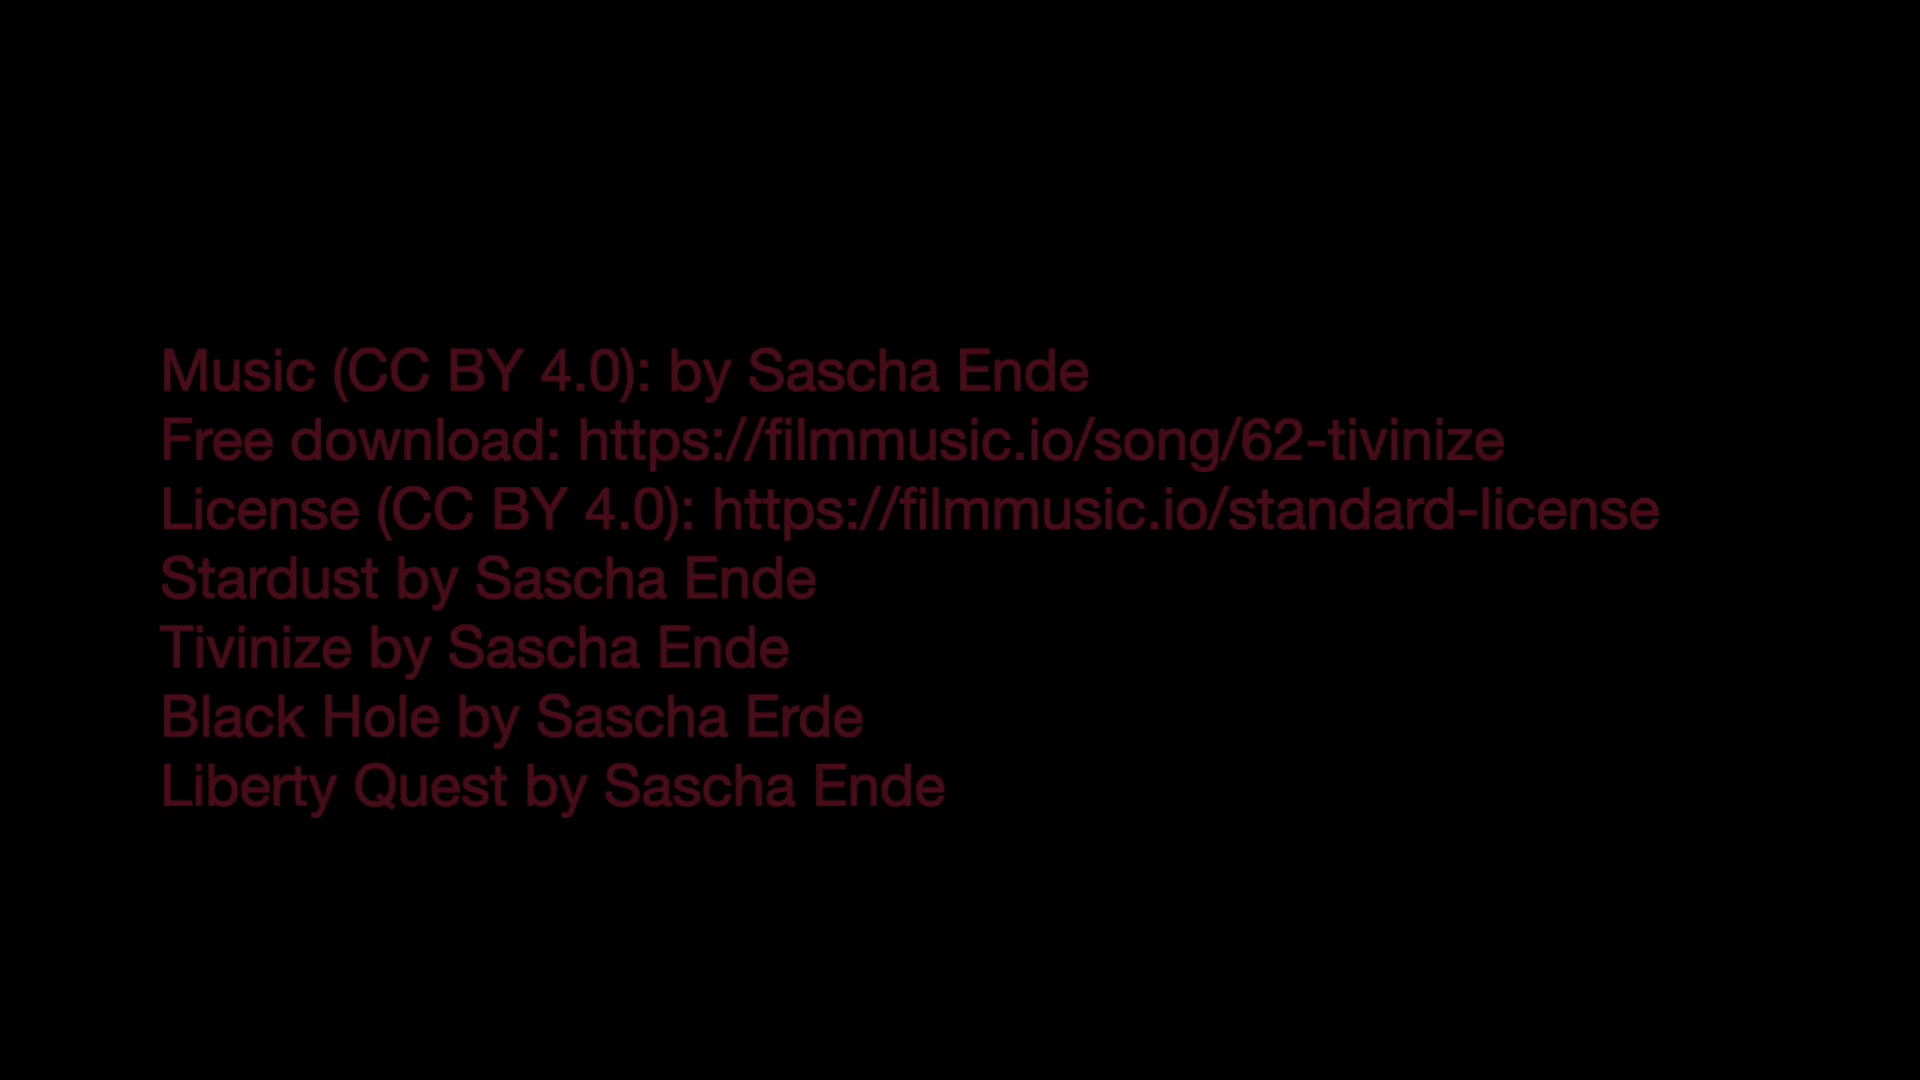 Music (CC BY 4.0): by Sascha Ende
Free download: https://filmmusic.io/song/62-tivinize
License (CC BY 4.0): https://filmmusic.io/standard-license
Stardust by Sascha Ende
Tivinize by Sascha Ende
Black Hole by Sascha Erde
Liberty Quest by Sascha Ende